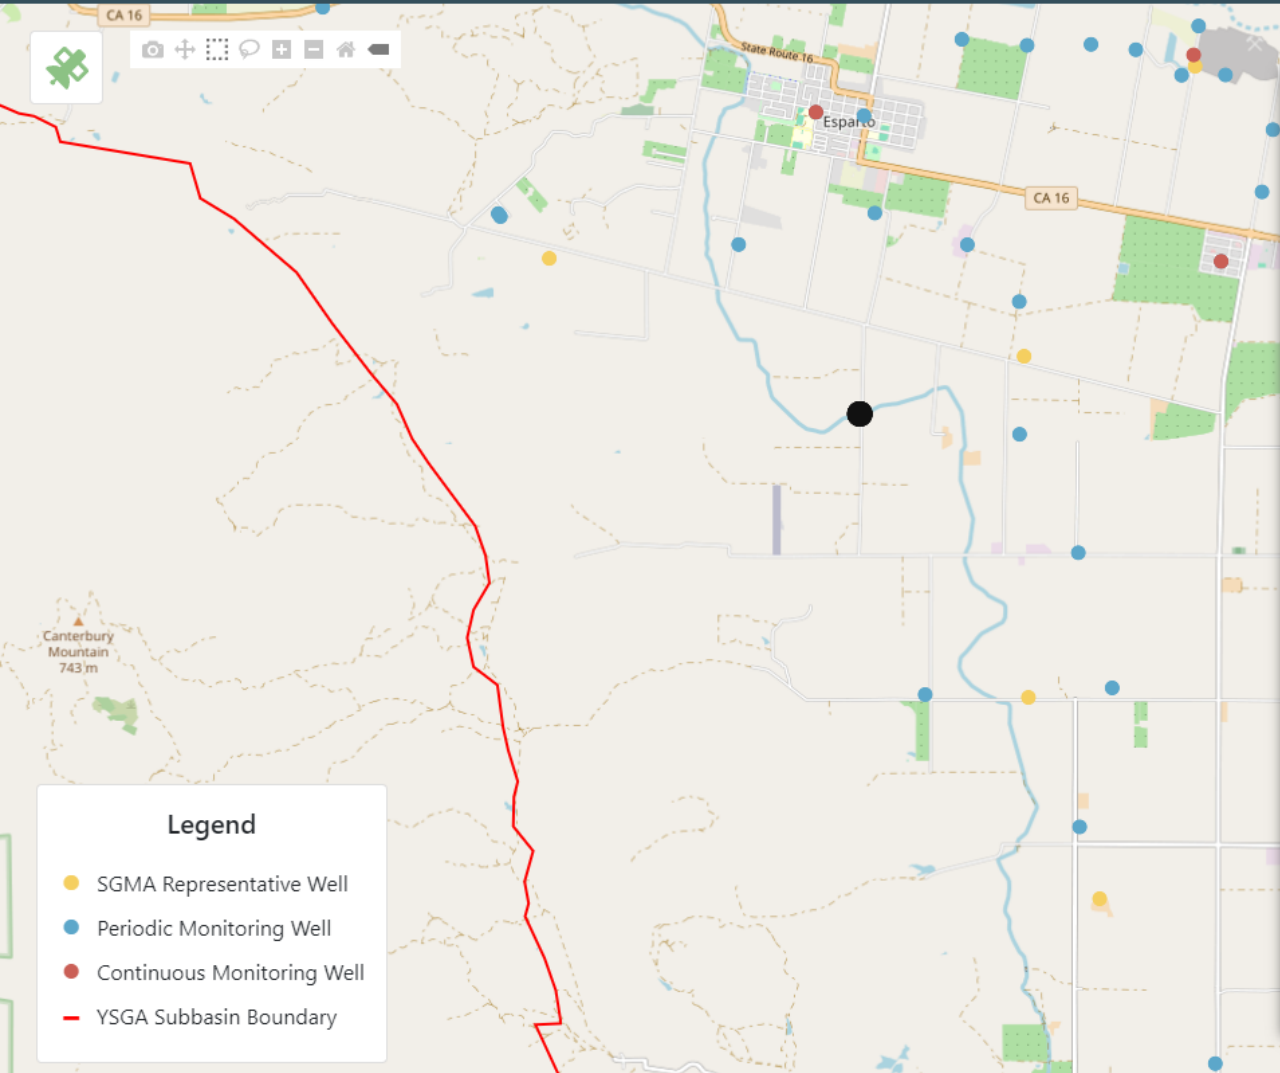 CA 16
State Route 16
Esparto
CA 16
Canterbury
Mountain
743 m
Legend
SGMA Representative Well
Periodic Monitoring Well
Continuous Monitoring Well
YSGA Subbasin Boundary